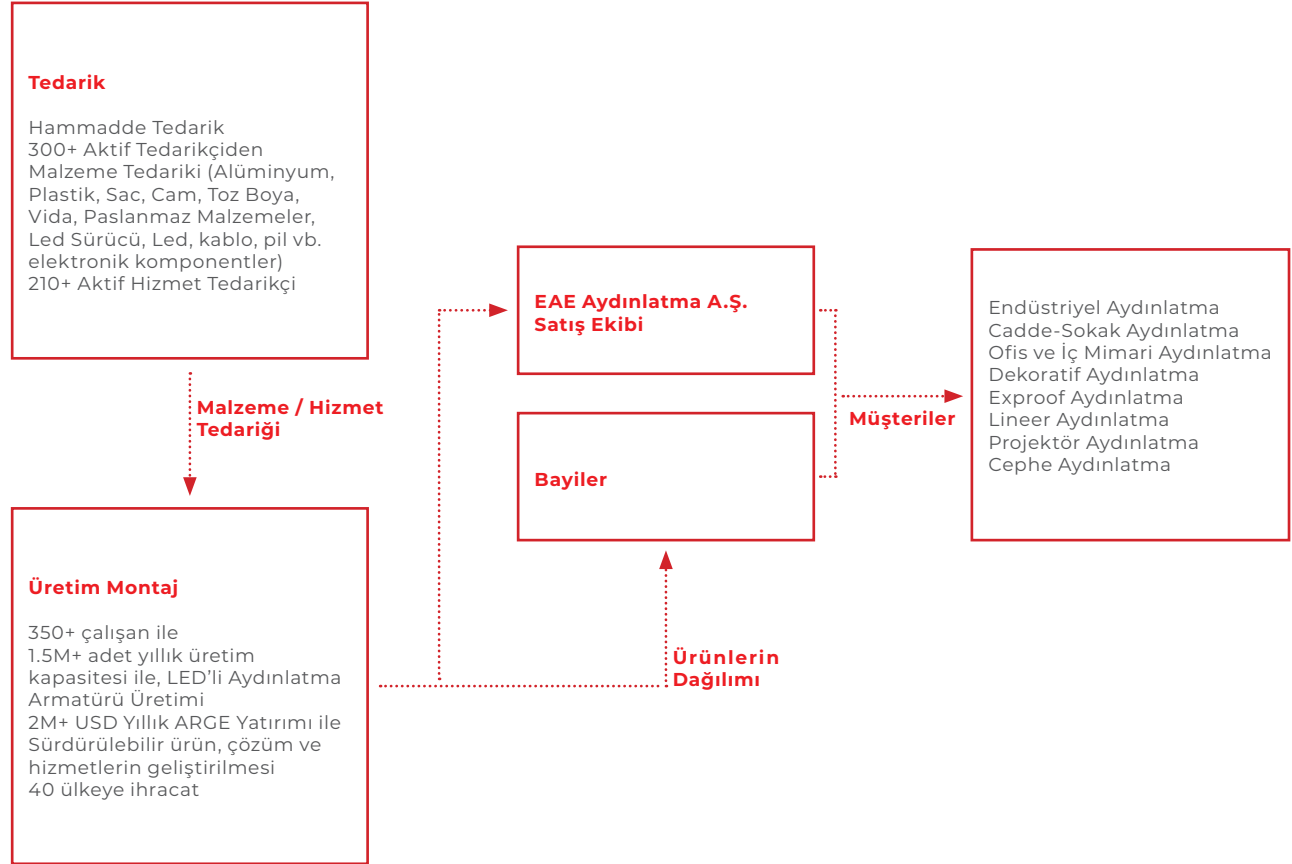 Tedarik
Hammadde Tedarik
300+ Aktif Tedarikçiden
Malzeme Tedariki (Alüminyum,
Plastik, Sac, Cam, Toz Boya,
Vida, Paslanmaz Malzemeler,
Led Sürücü, Led, kablo, pil vb.
elektronik komponentler)
210+ Aktif Hizmet Tedarikçi
Malzeme / Hizmet
Tedariği
Üretim Montaj
350+ çalışan ile
1.5M+ adet yıllık üretim
kapasitesi ile, LED’li Aydınlatma
Armatürü Üretimi
2M+ USD Yıllık ARGE Yatırımı ile
Sürdürülebilir ürün, çözüm ve
hizmetlerin geliştirilmesi
40 ülkeye ihracat
EAE Aydınlatma A.Ş.
Satış Ekibi
Bayiler
Ürünlerin
Dağılımı
Müşteriler
Endüstriyel Aydınlatma
Cadde-Sokak Aydınlatma
Ofis ve İç Mimari Aydınlatma
Dekoratif Aydınlatma
Exproof Aydınlatma
Lineer Aydınlatma
Projektör Aydınlatma
Cephe Aydınlatma